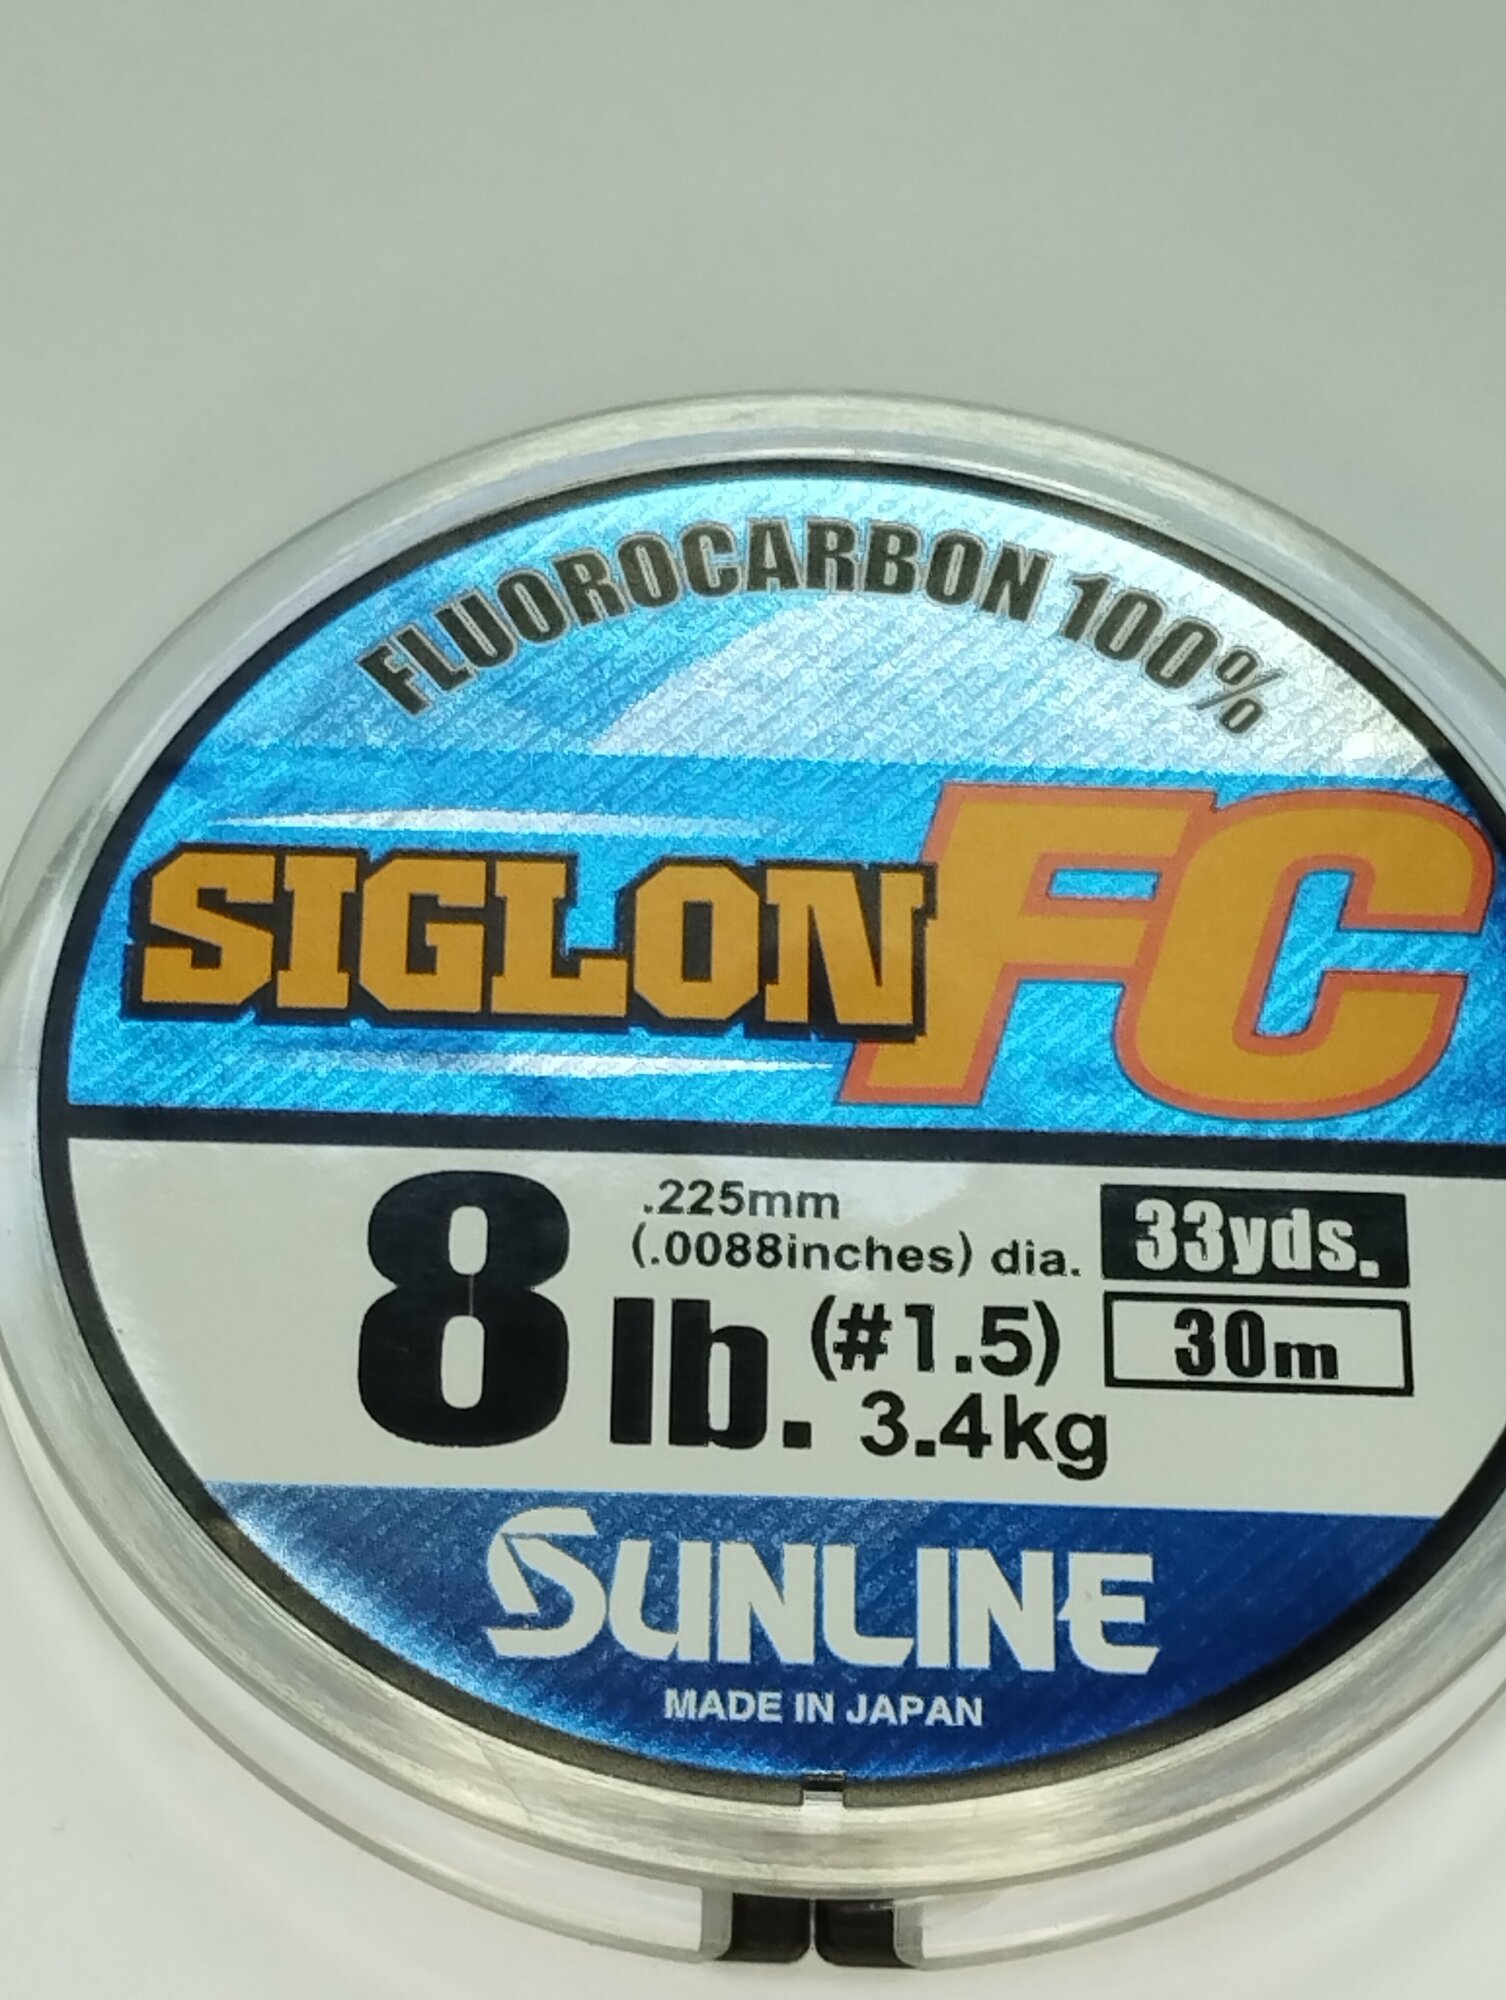 FLUOROCARBON 100%
SIGLON FC
.225mm
(.0088inches) dia.
33yds.
8 lb. (#1.5)
30m
3.4kg
SUNLINE
MADE IN JAPAN